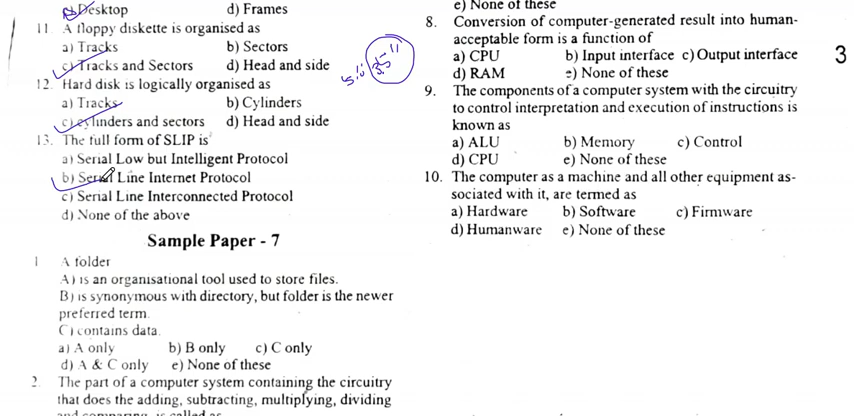 b) Desktop d) Frames
11. A floppy diskette is organised as
a) Tracks b) Sectors
c) Tracks and Sectors d) Head and side
12. Hard disk is logically organised as
a) Tracks b) Cylinders
c) cylinders and sectors d) Head and side
13. The full form of SLIP is
a) Serial Low but Intelligent Protocol
b) Serial Line Internet Protocol
c) Serial Line Interconnected Protocol
d) None of the above
Sample Paper - 7
1 A folder
A) is an organisational tool used to store files.
B) is synonymous with directory, but folder is the newer
preferred term.
C) contains data.
a) A only b) B only c) C only
d) A & C only e) None of these
2. The part of a computer system containing the circuitry
that does the adding, subtracting, multiplying, dividing
and comparing, is called as
e) None of these
8. Conversion of computer-generated result into human-
acceptable form is a function of
a) CPU b) Input interface c) Output interface
d) RAM e) None of these
9. The components of a computer system with the circuitry
to control interpretation and execution of instructions is
known as
a) ALU b) Memory c) Control
d) CPU e) None of these
10. The computer as a machine and all other equipment as-
sociated with it, are termed as
a) Hardware b) Software c) Firmware
d) Humanware e) None of these
3